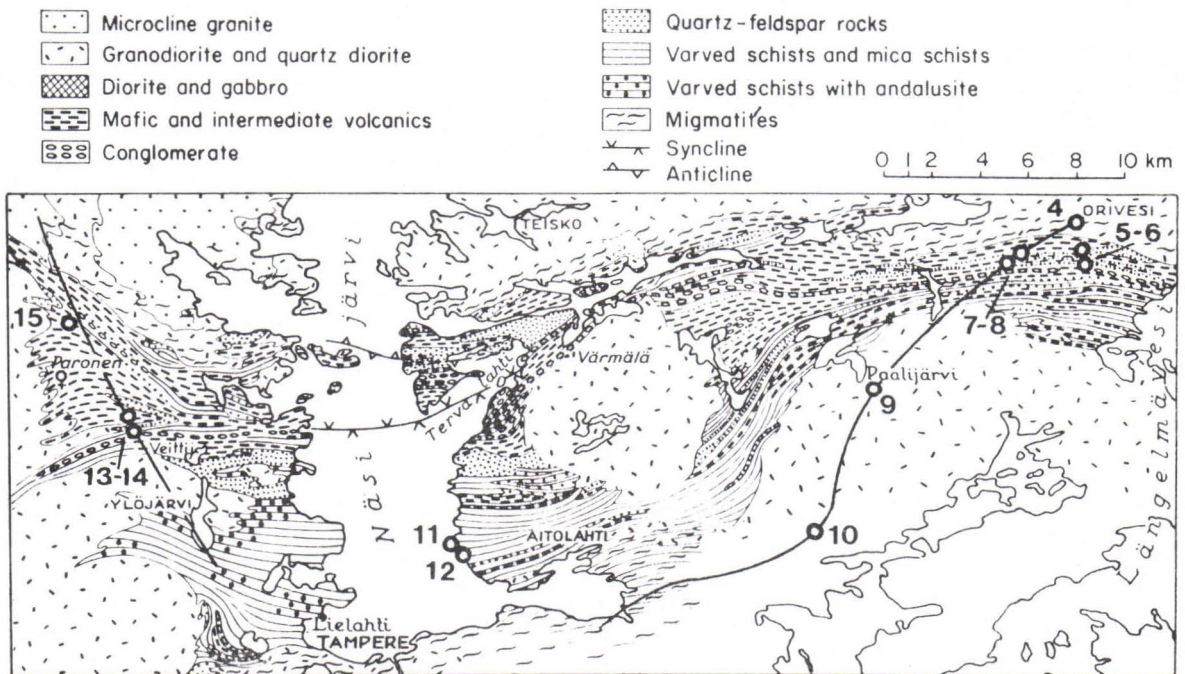 Microcline granite
Granodiorite and quartz diorite
Diorite and gabbro
Mafic and intermediate volcanics
Conglomerate
Quartz-feldspar rocks
Varved schists and mica schists
Varved schists with andalusite
Migmatites
Syncline
Anticline
0 1 2 4 6 8 10 km
TEISKO
4
ORIVESI
5-6
järvi
15
7-8
Värmälä
Paronen
Paalijärvi
Terva
lahti
9
Veittij.
13-14
YLÖJÄRVI
Näsi
11
AITOLAHTI
10
12
Längelmävesi
Lielahti
TAMPERE